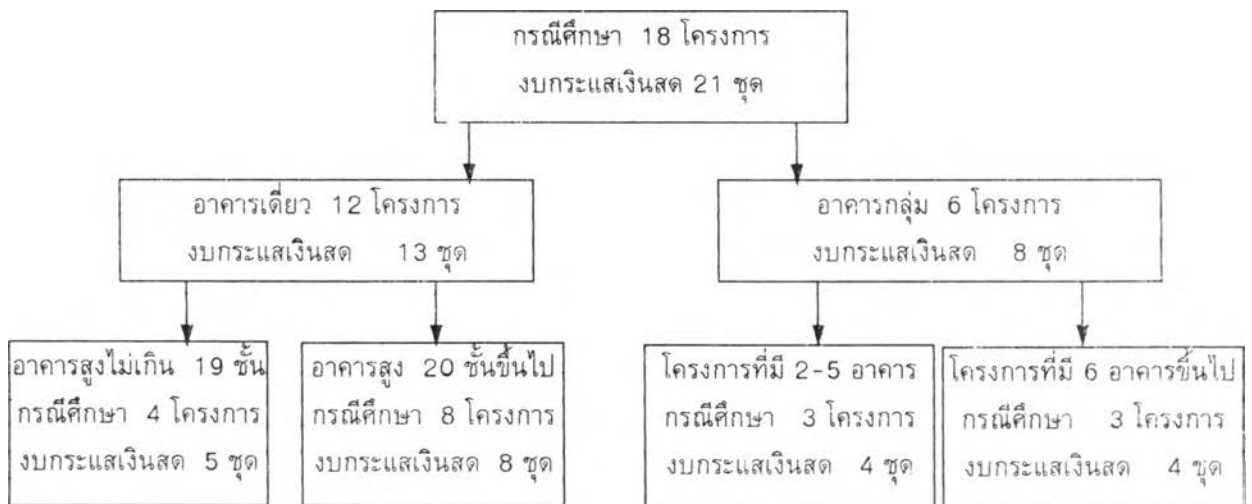 กรณีศึกษา 18 โครงการ
งบกระแสเงินสด 21 ชุด
อาคารเดี่ยว 12 โครงการ
งบกระแสเงินสด 13 ชุด
อาคารกลุ่ม 6 โครงการ
งบกระแสเงินสด 8 ชุด
อาคารสูงไม่เกิน 19 ชั้น
กรณีศึกษา 4 โครงการ
งบกระแสเงินสด 5 ชุด
อาคารสูง 20 ชั้นขึ้นไป
กรณีศึกษา 8 โครงการ
งบกระแสเงินสด 8 ชุด
โครงการที่มี 2-5 อาคาร
กรณีศึกษา 3 โครงการ
งบกระแสเงินสด 4 ชุด
โครงการที่มี 6 อาคารขึ้นไป
กรณีศึกษา 3 โครงการ
งบกระแสเงินสด 4 ชุด